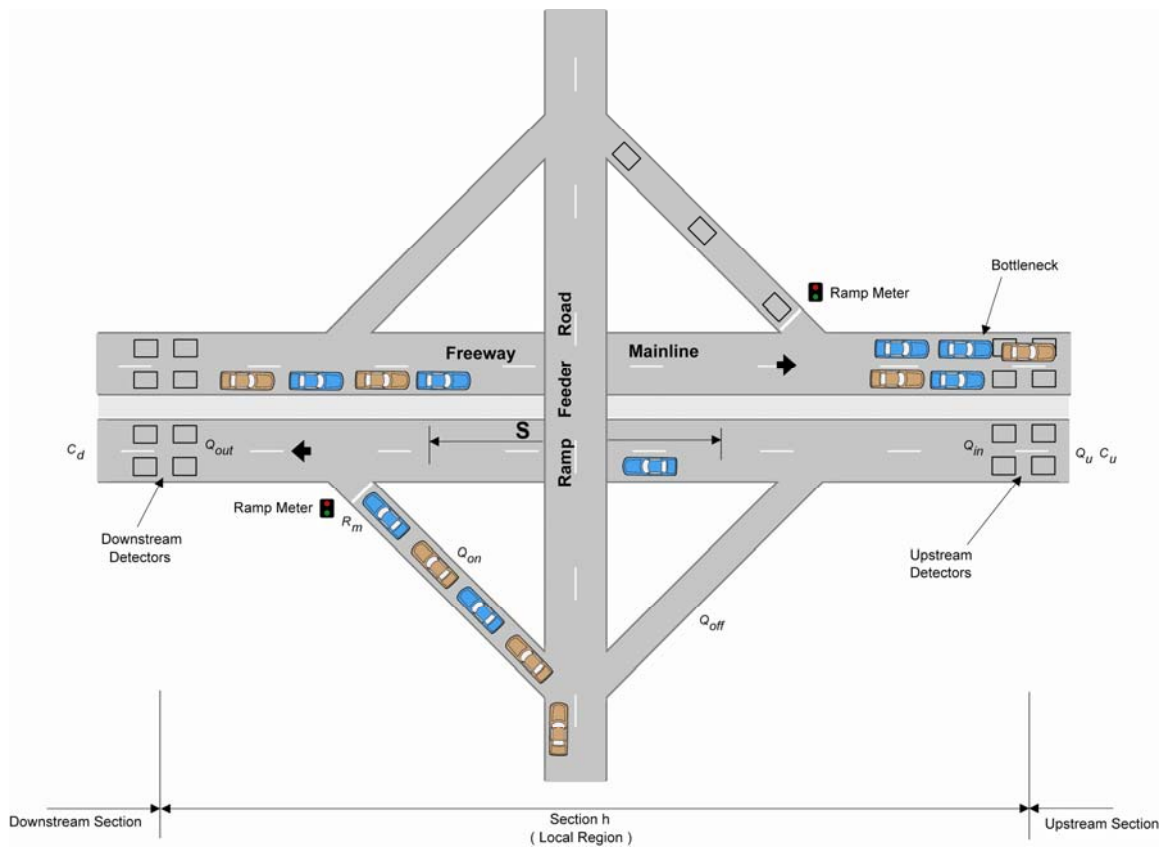 Bottleneck
Ramp Meter
Freeway
Mainline
Ramp Feeder Road
S
C_d
Q_out
Q_in
Q_u C_u
Ramp Meter
R_m
Downstream
Detectors
Q_on
Upstream
Detectors
Q_off
Downstream Section
Section h
( Local Region )
Upstream Section